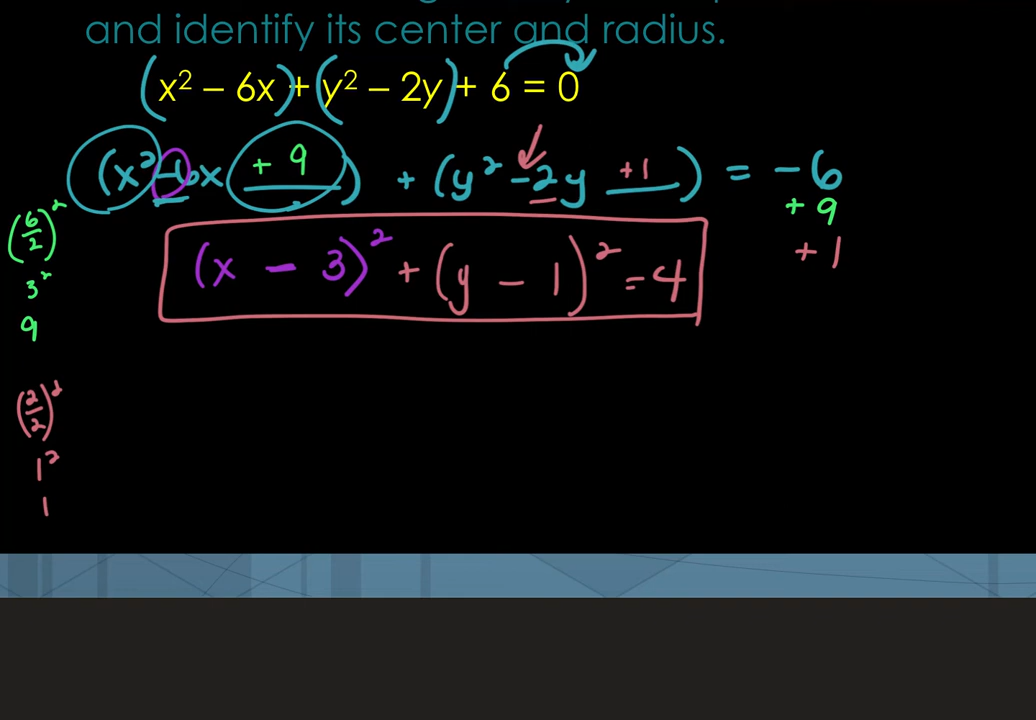 and identify its center and radius.
(x² – 6x) + (y² – 2y) + 6 = 0
(x² - 6x + 9) + (y² - 2y + 1) = -6
+ 9
+ 1
(x - 3)² + (y - 1)² = 4
(6/2)²
3²
9
(2/2)²
1²
1